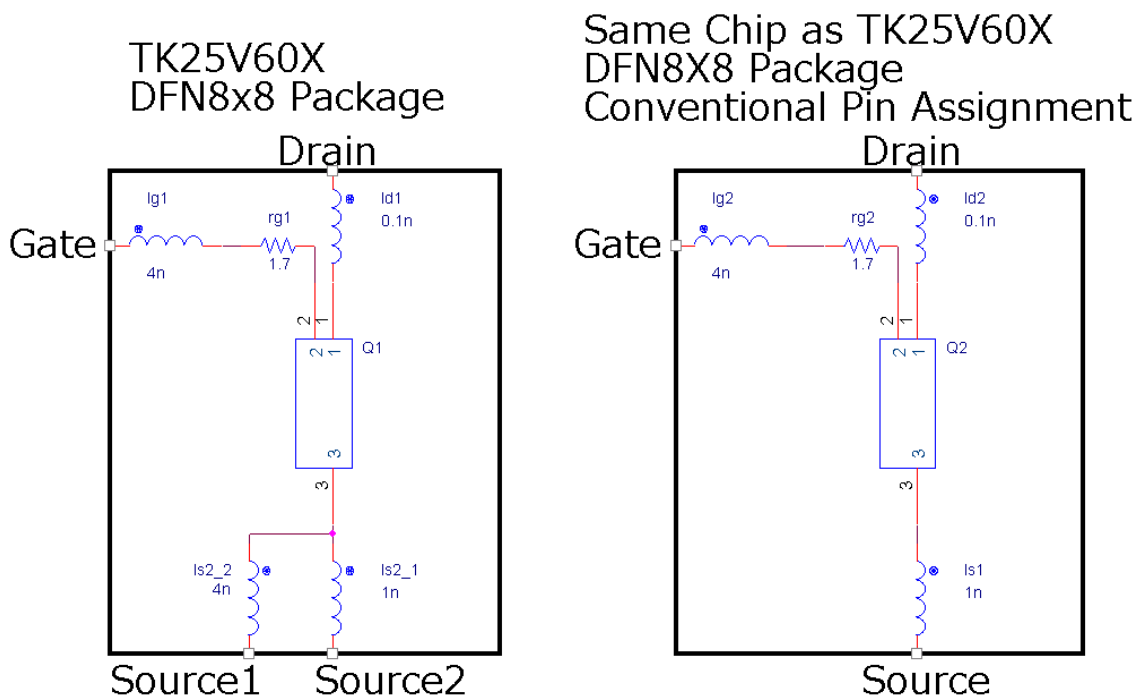 TK25V60X
DFN8x8 Package
Drain
lg1
4n
rg1
1.7
ld1
0.1n
Gate
2
1
2
1
Q1
3
3
ls2_2
4n
ls2_1
1n
Source1
Source2
Same Chip as TK25V60X
DFN8X8 Package
Conventional Pin Assignment
Drain
lg2
4n
rg2
1.7
ld2
0.1n
Gate
2
1
2
1
Q2
3
3
ls1
1n
Source